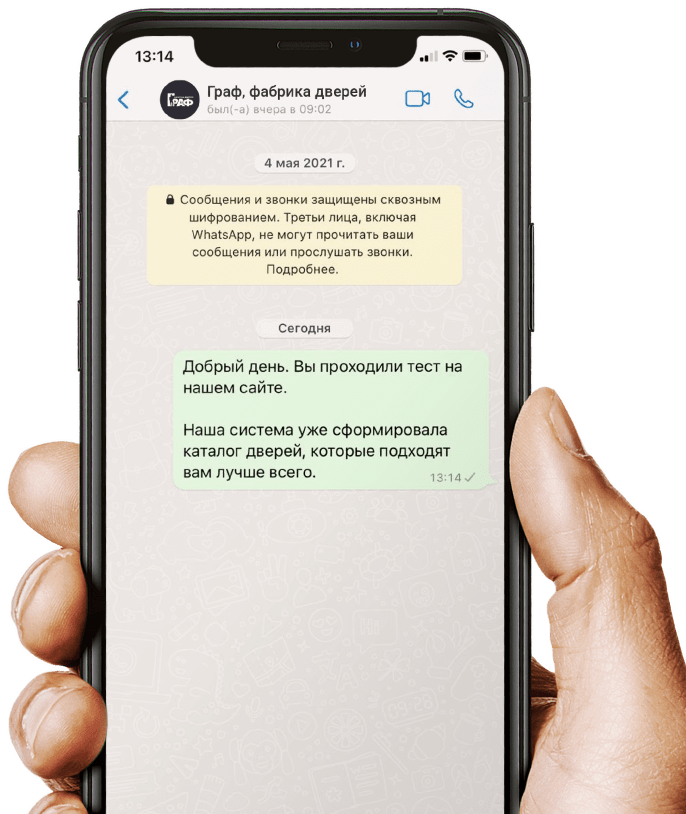 13:14
ГРАФ
Граф, фабрика дверей
был(-а) вчера в 09:02
4 мая 2021 г.
Сообщения и звонки защищены сквозным
шифрованием. Третьи лица, включая
WhatsApp, не могут прочитать ваши
сообщения или прослушать звонки.
Подробнее.
Сегодня
Добрый день. Вы проходили тест на
нашем сайте.
Наша система уже сформировала
каталог дверей, которые подходят
вам лучше всего.
13:14